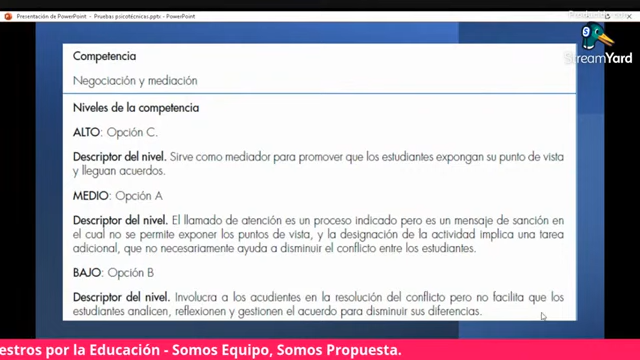 Presentación de PowerPoint - Pruebas psicotécnicas.pptx - PowerPoint
StreamYard
Competencia
Negociación y mediación
Niveles de la competencia
ALTO: Opción C.
Descriptor del nivel. Sirve como mediador para promover que los estudiantes expongan su punto de vista
y lleguan acuerdos.
MEDIO: Opción A
Descriptor del nivel. El llamado de atención es un proceso indicado pero es un mensaje de sanción en
el cual no se permite exponer los puntos de vista, y la designación de la actividad implica una tarea
adicional, que no necesariamente ayuda a disminuir el conflicto entre los estudiantes.
BAJO: Opción B
Descriptor del nivel. Involucra a los acudientes en la resolución del conflicto pero no facilita que los
estudiantes analicen, reflexionen y gestionen el acuerdo para disminuir sus diferencias.
estros por la Educación - Somos Equipo, Somos Propuesta.